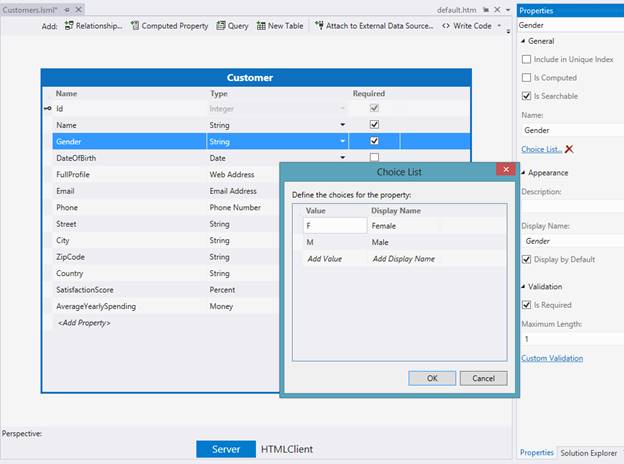 Customers.lsml*
default.htm
Add: Relationship... Computed Property Query New Table Attach to External Data Source... <> Write Code
Customer
Name Type Required
Id Integer
Name String
Gender String
DateOfBirth Date
FullProfile Web Address
Email Email Address
Phone Phone Number
Street String
City String
ZipCode String
Country String
SatisfactionScore Percent
AverageYearlySpending Money
<Add Property>
Choice List
Define the choices for the property:
Value Display Name
F Female
M Male
Add Value Add Display Name
OK Cancel
Perspective:
Server HTMLClient
Properties
Gender
General
Include in Unique Index
Is Computed
Is Searchable
Name:
Gender
Choice List...
Appearance
Description:
Display Name:
Gender
Display by Default
Validation
Is Required
Maximum Length:
1
Custom Validation
Properties Solution Explorer